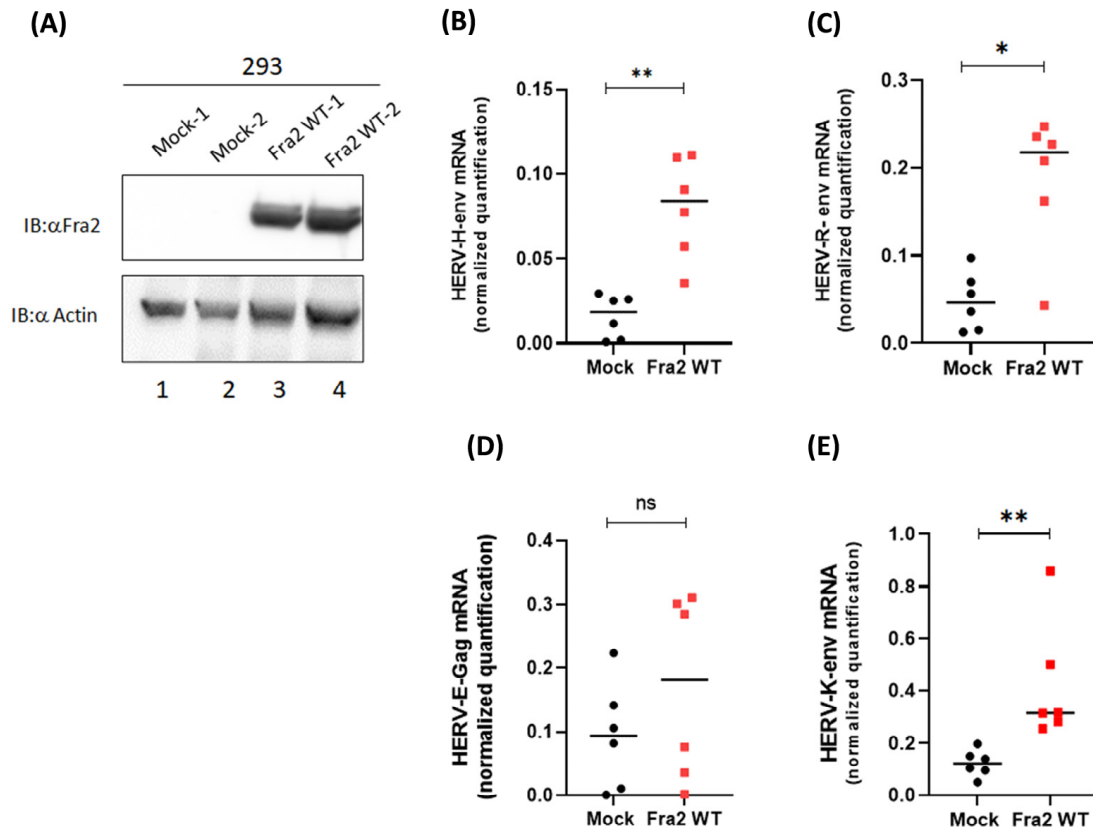 (A)
293
Mock-1
Mock-2
Fra2 WT-1
Fra2 WT-2
IB:αFra2
IB:α Actin
1 2 3 4
(B)
**
HERV-H-env mRNA
(normalized quantification)
0.15
0.10
0.05
0.00
Mock Fra2 WT
(C)
*
HERV-R- env mRNA
(normalized quantification)
0.3
0.2
0.1
0.0
Mock Fra2 WT
(D)
ns
HERV-E-Gag mRNA
(normalized quantification)
0.4
0.3
0.2
0.1
0.0
Mock Fra2 WT
(E)
**
HERV-K-env mRNA
(normalized quantification)
1.0
0.8
0.6
0.4
0.2
0.0
Mock Fra2 WT